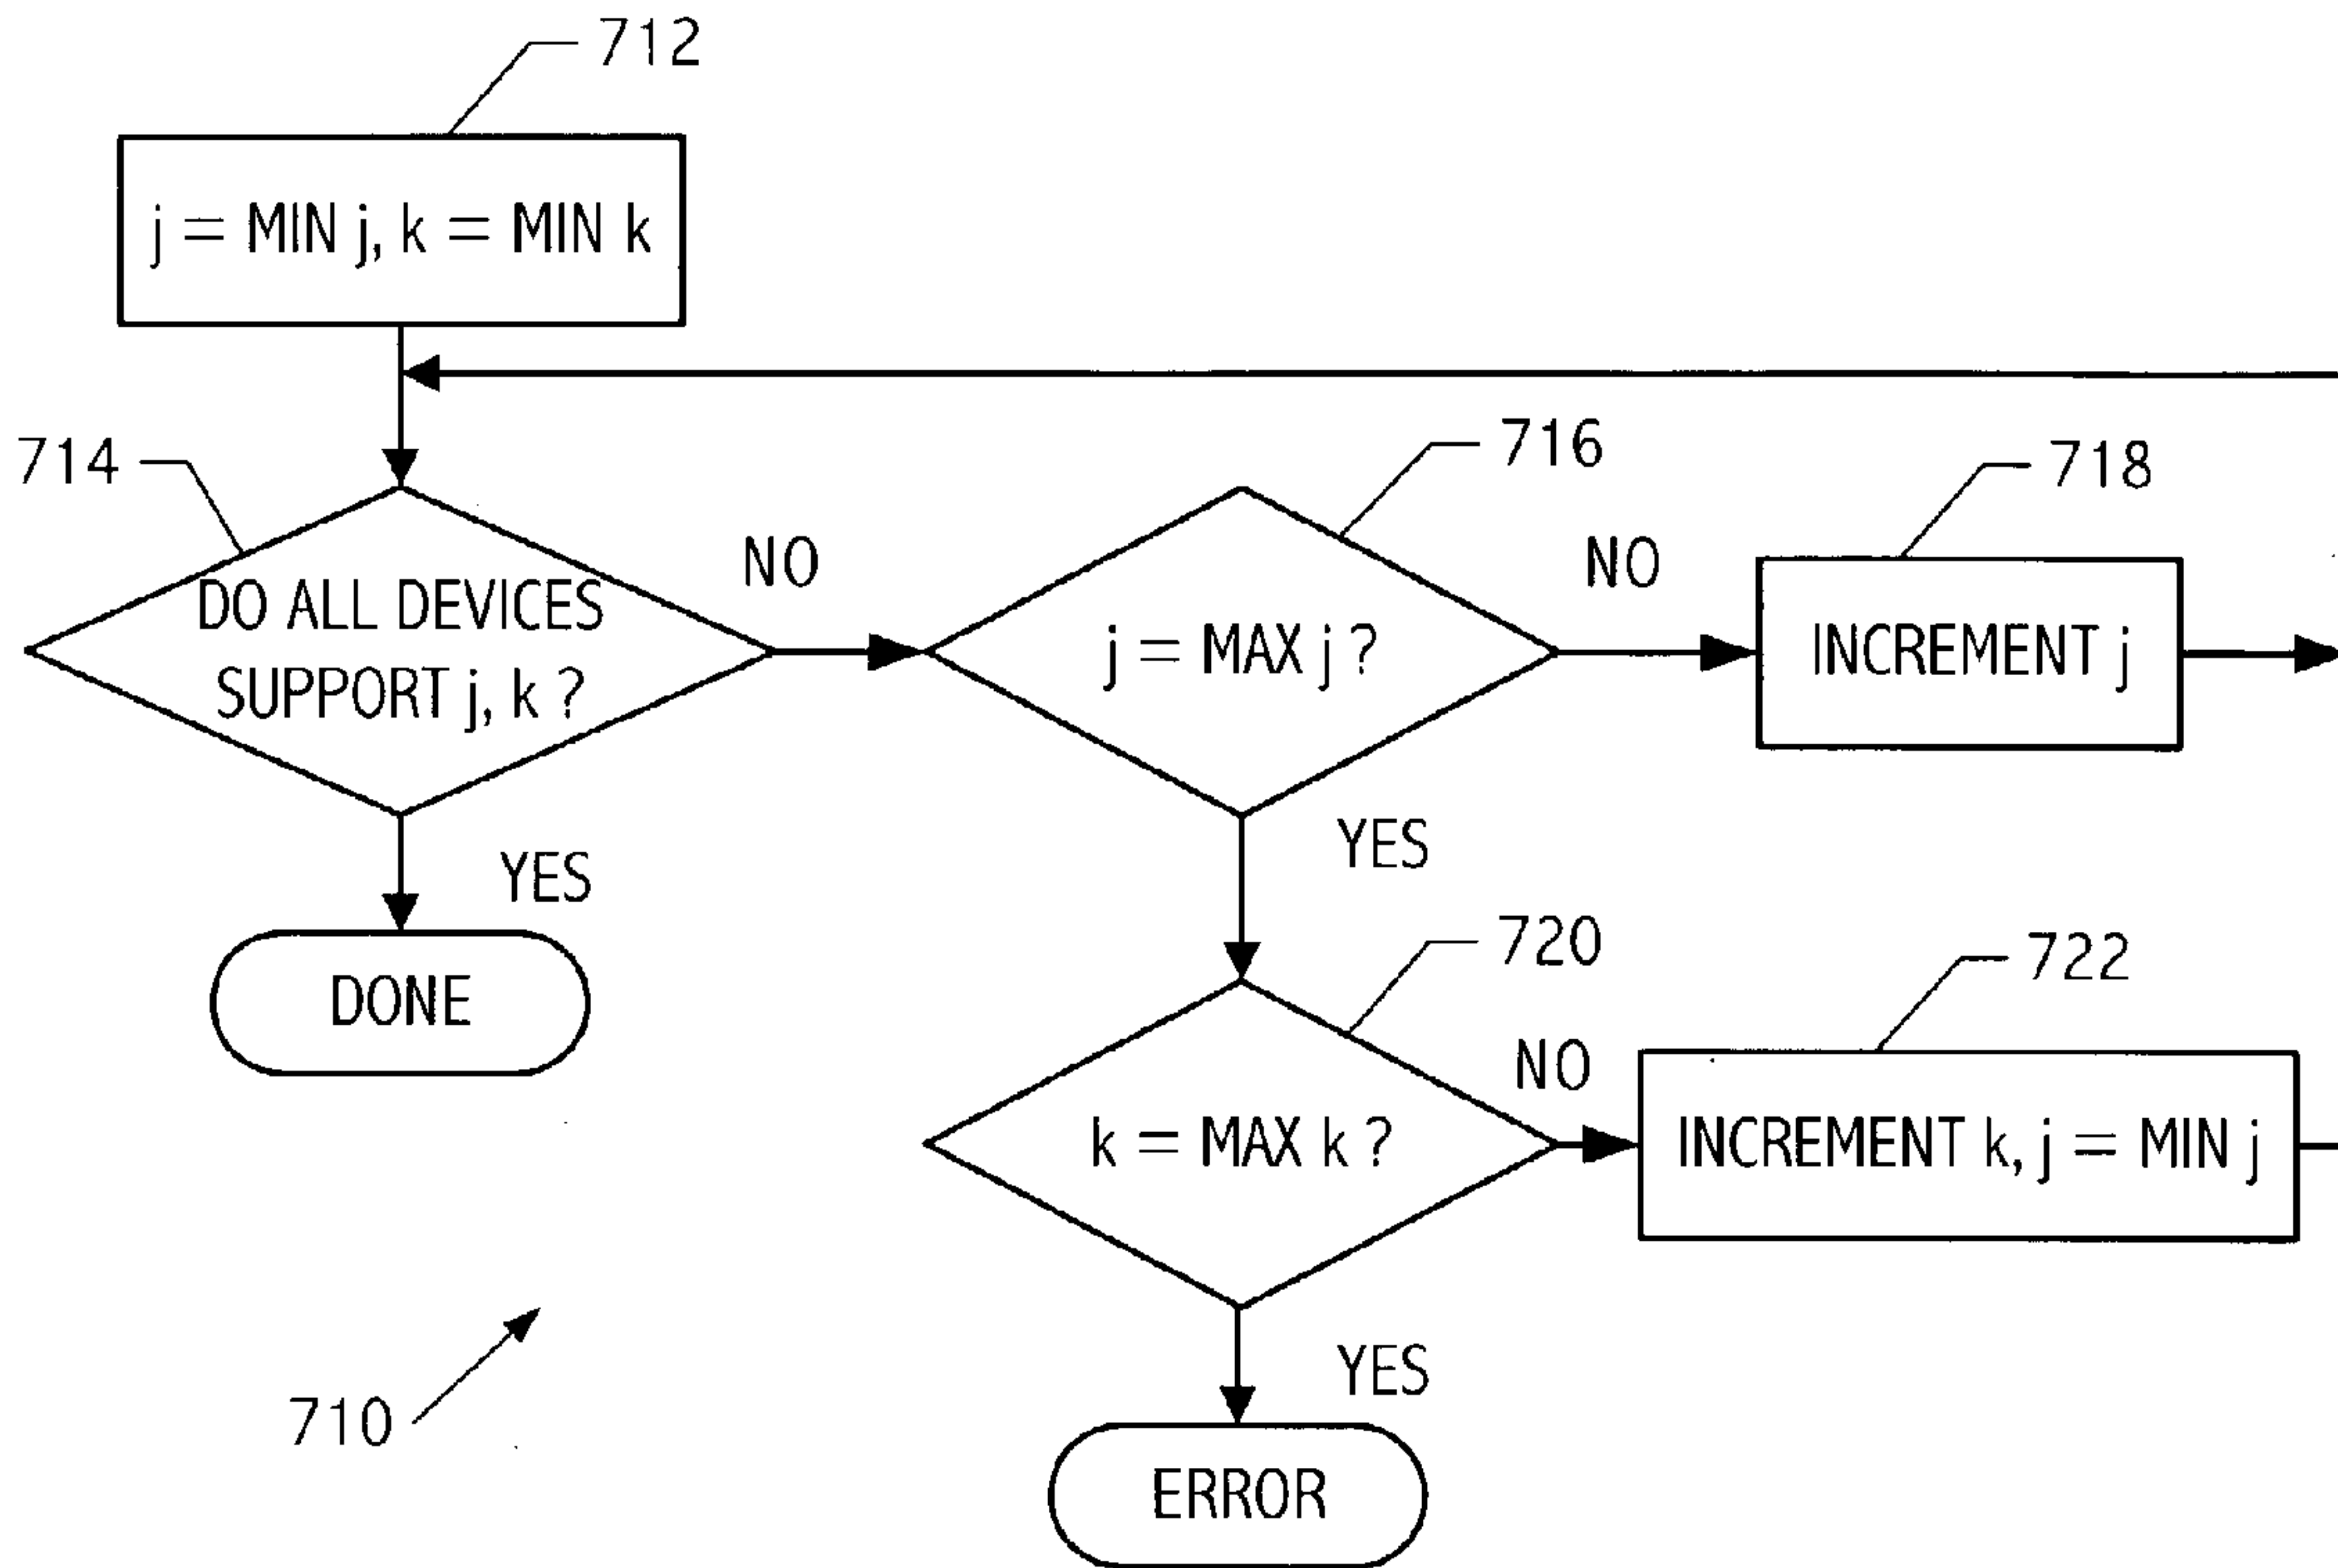 712
j = MIN j, k = MIN k
714
DO ALL DEVICES
SUPPORT j, k ?
NO
YES
DONE
716
j = MAX j ?
NO
YES
718
INCREMENT j
720
k = MAX k ?
NO
YES
722
INCREMENT k, j = MIN j
ERROR
710